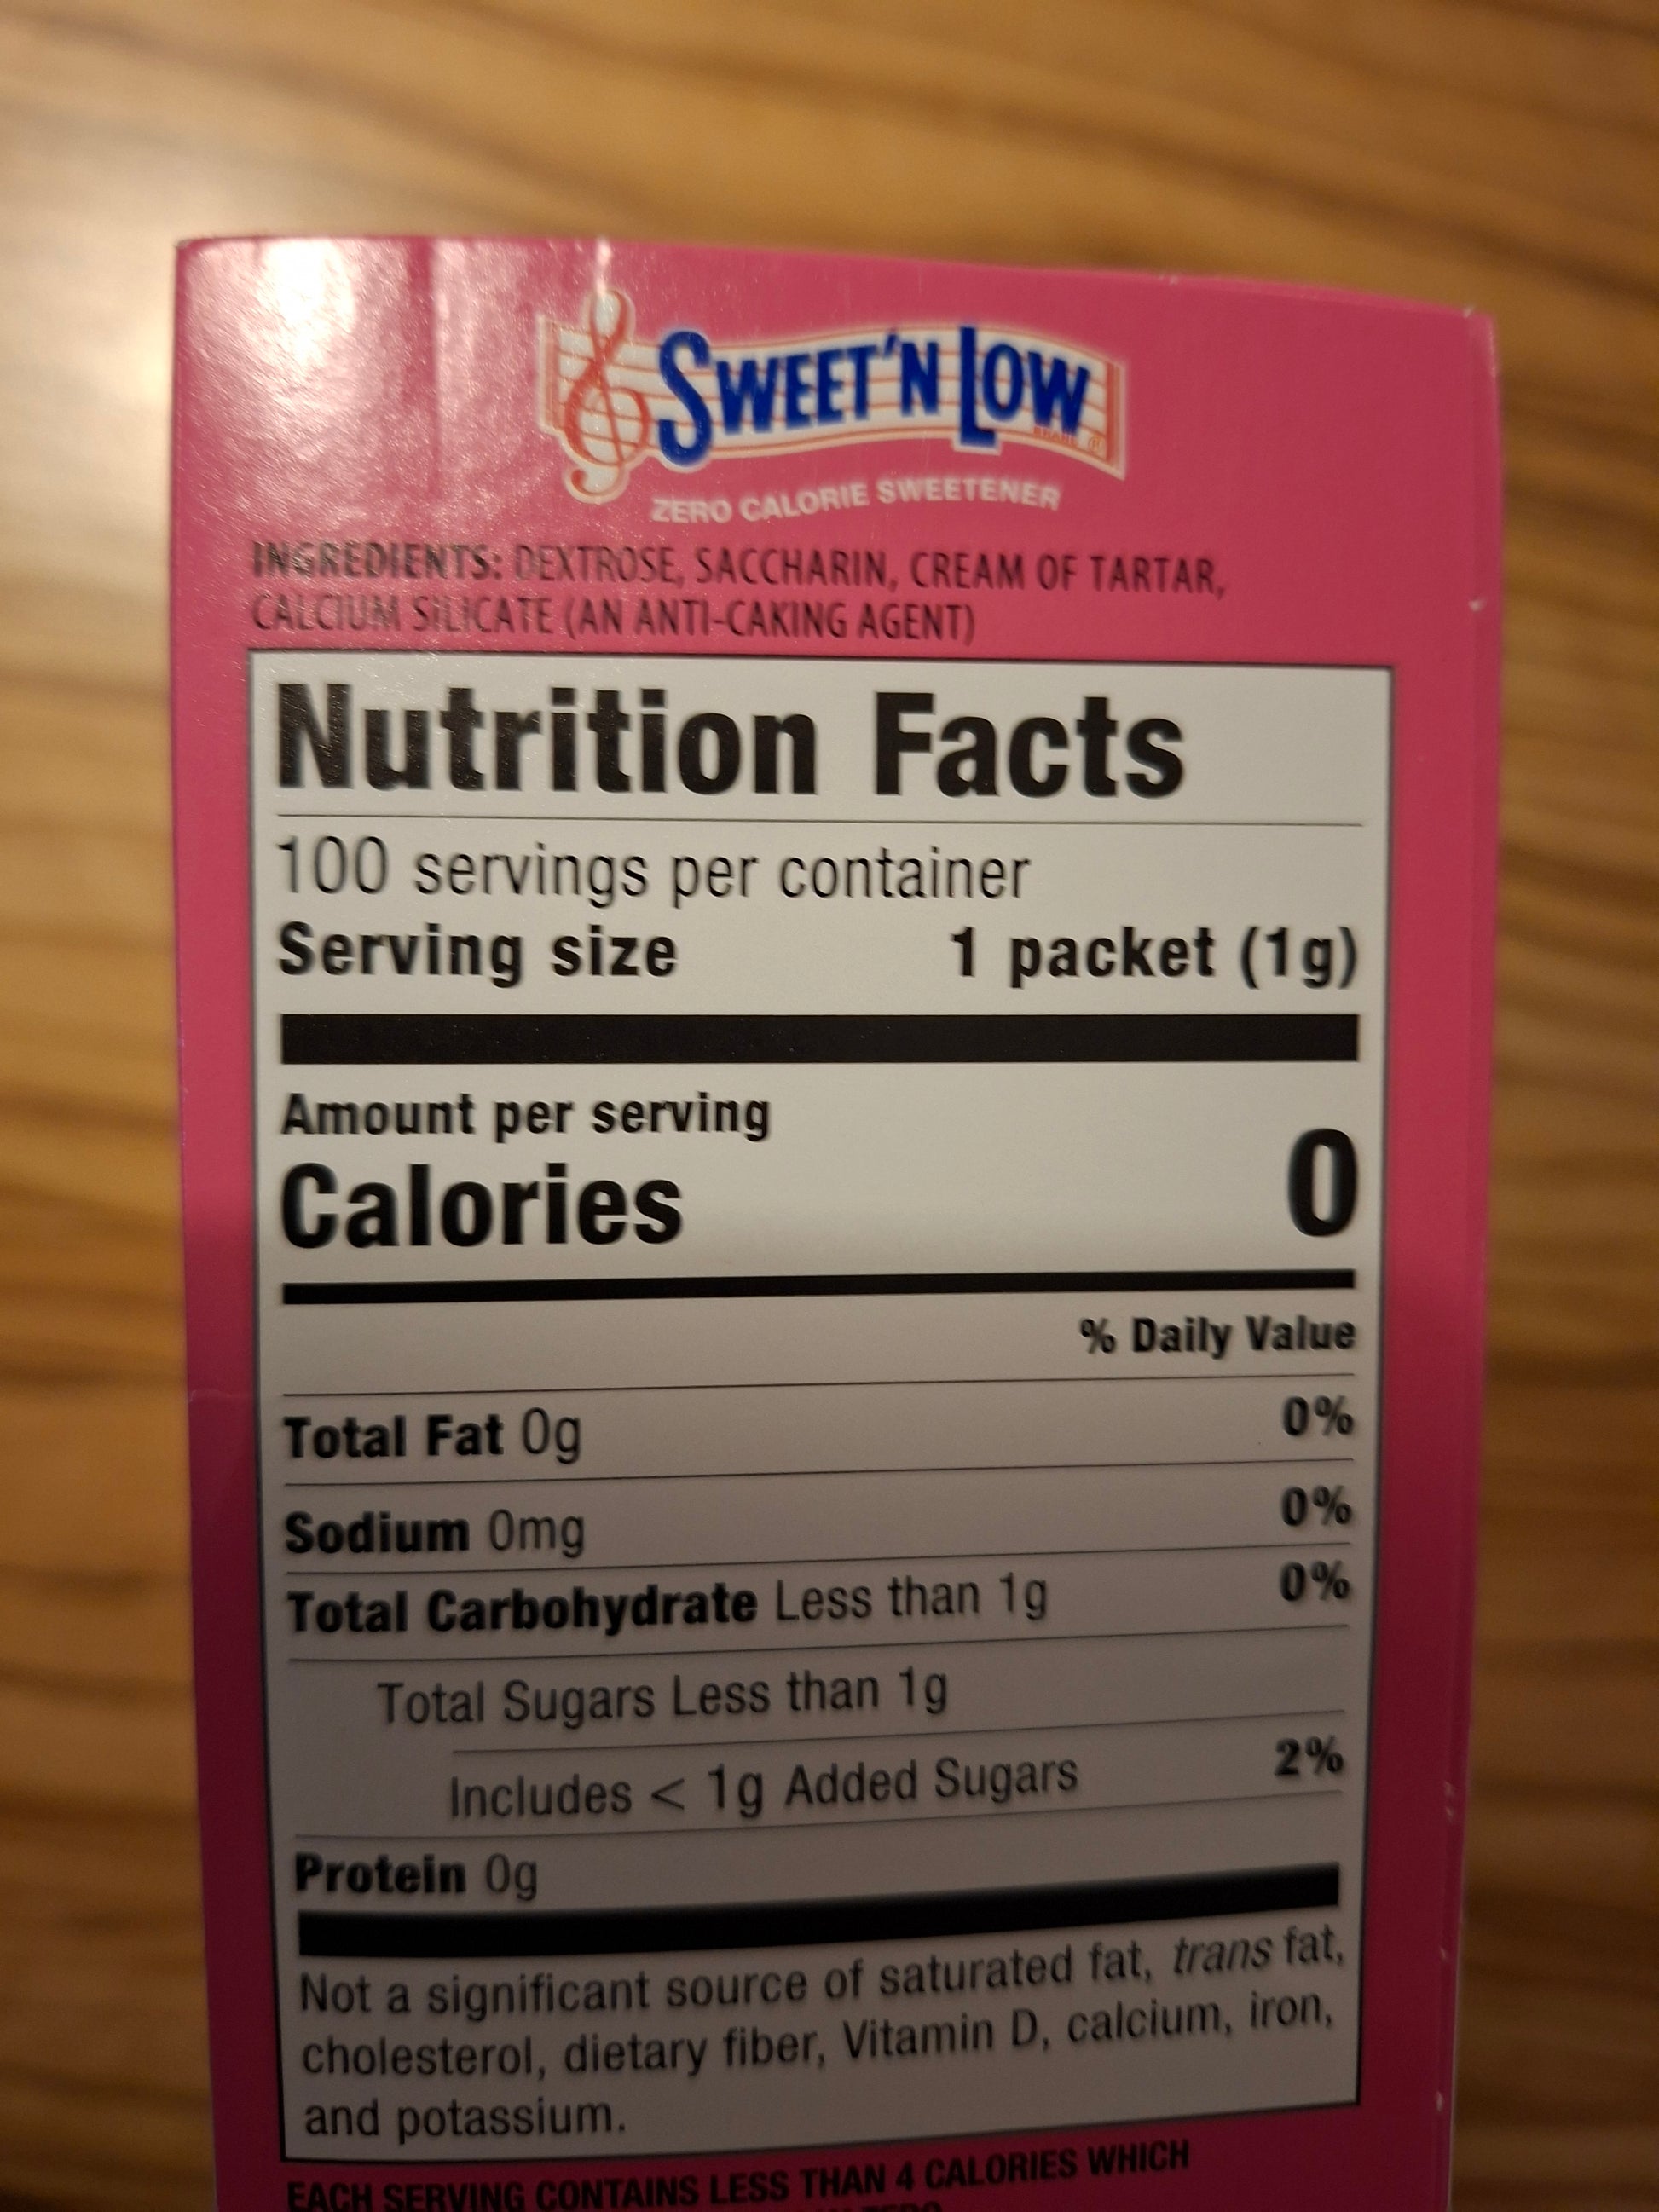 SWEET'N LOW
BRAND ®
ZERO CALORIE SWEETENER
INGREDIENTS: DEXTROSE, SACCHARIN, CREAM OF TARTAR,
CALCIUM SILICATE (AN ANTI-CAKING AGENT)
Nutrition Facts
100 servings per container
Serving size 1 packet (1g)
Amount per serving
Calories 0
% Daily Value
Total Fat 0g 0%
Sodium 0mg 0%
Total Carbohydrate Less than 1g 0%
Total Sugars Less than 1g
Includes < 1g Added Sugars 2%
Protein 0g
Not a significant source of saturated fat, trans fat,
cholesterol, dietary fiber, Vitamin D, calcium, iron,
and potassium.
EACH SERVING CONTAINS LESS THAN 4 CALORIES WHICH
ZERO